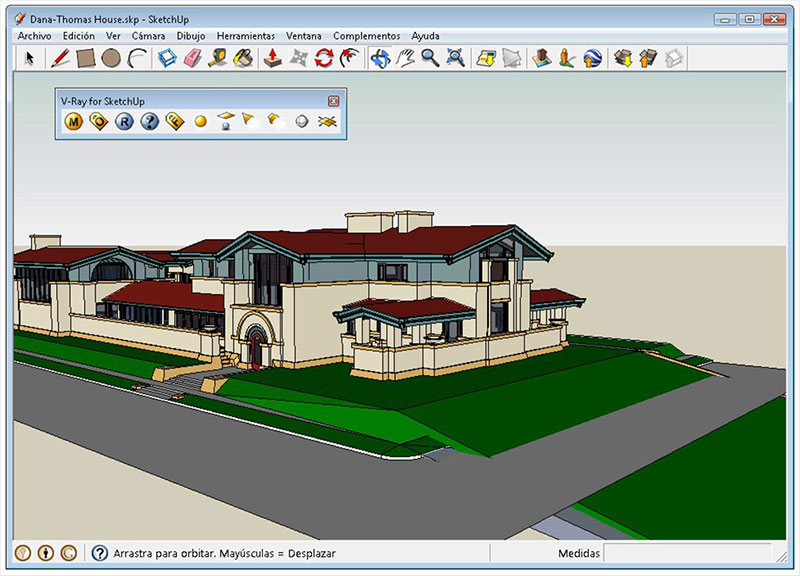 Dana-Thomas House.skp - SketchUp
Archivo Edición Ver Cámara Dibujo Herramientas Ventana Complementos Ayuda
V-Ray for SketchUp
M O R ? F
? Arrastra para orbitar. Mayúsculas = Desplazar Medidas